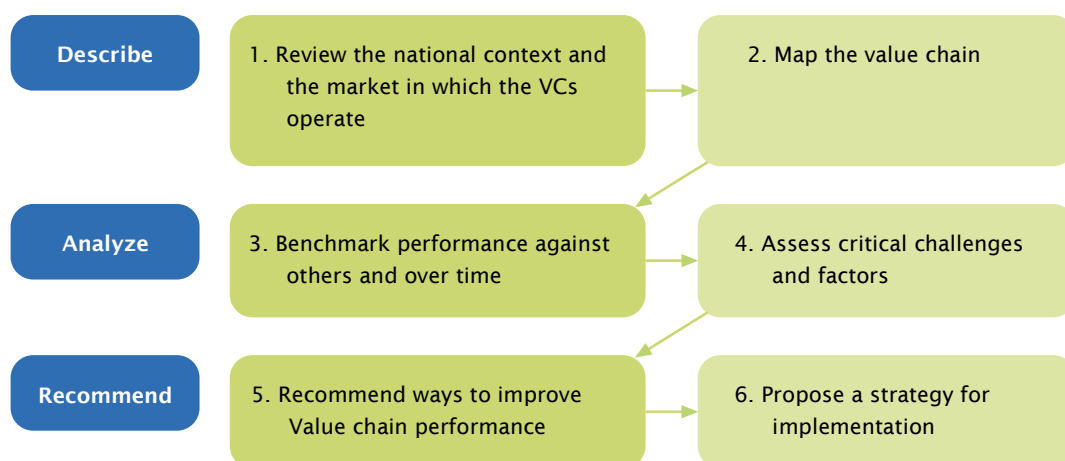 Describe
1. Review the national context and
the market in which the VCs
operate
2. Map the value chain
Analyze
3. Benchmark performance against
others and over time
4. Assess critical challenges
and factors
Recommend
5. Recommend ways to improve
Value chain performance
6. Propose a strategy for
implementation